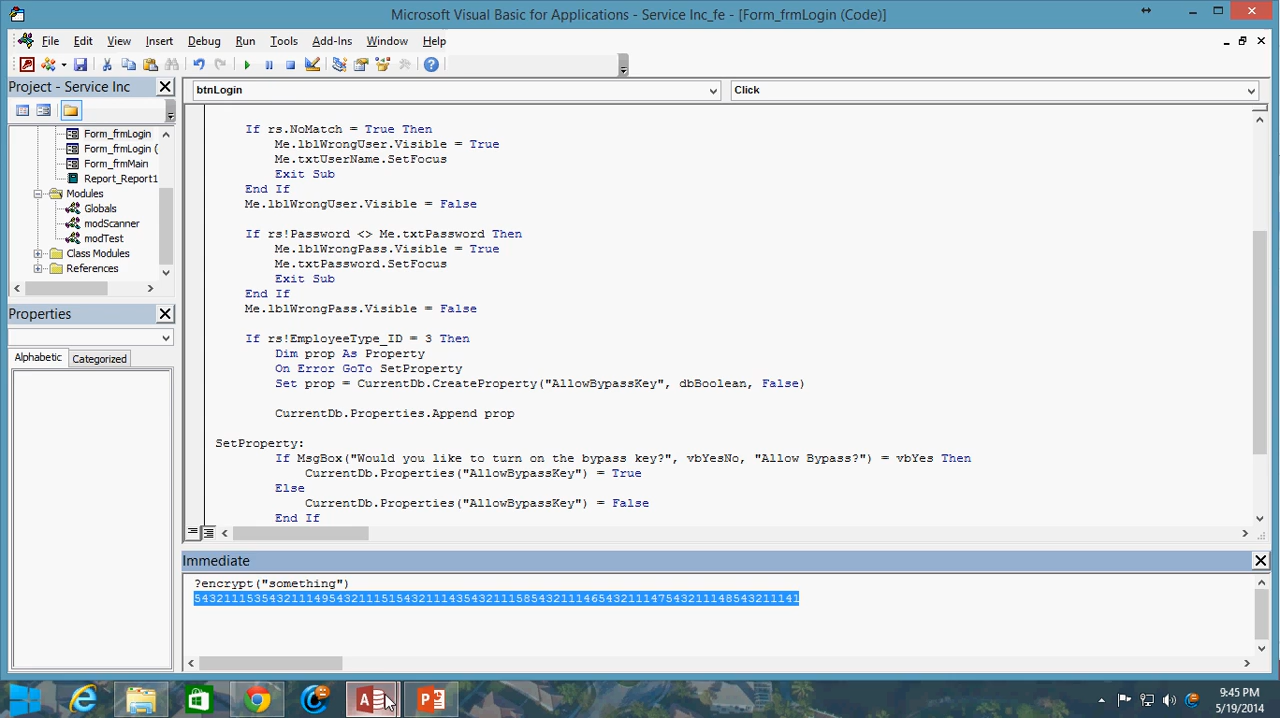 Microsoft Visual Basic for Applications - Service Inc_fe - [Form_frmLogin (Code)]
File Edit View Insert Debug Run Tools Add-Ins Window Help
Project - Service Inc
Form_frmLogin
Form_frmLogin (
Form_frmMain
Report_Report1
Modules
Globals
modScanner
modTest
Class Modules
References
Properties
Alphabetic Categorized
btnLogin Click
If rs.NoMatch = True Then
Me.lblWrongUser.Visible = True
Me.txtUserName.SetFocus
Exit Sub
End If
Me.lblWrongUser.Visible = False
If rs!Password <> Me.txtPassword Then
Me.lblWrongPass.Visible = True
Me.txtPassword.SetFocus
Exit Sub
End If
Me.lblWrongPass.Visible = False
If rs!EmployeeType_ID = 3 Then
Dim prop As Property
On Error GoTo SetProperty
Set prop = CurrentDb.CreateProperty("AllowBypassKey", dbBoolean, False)
CurrentDb.Properties.Append prop
SetProperty:
If MsgBox("Would you like to turn on the bypass key?", vbYesNo, "Allow Bypass?") = vbYes Then
CurrentDb.Properties("AllowBypassKey") = True
Else
CurrentDb.Properties("AllowBypassKey") = False
End If
Immediate
?encrypt("something")
543211153543211149543211151543211143543211158543211146543211147543211148543211141
9:45 PM
5/19/2014